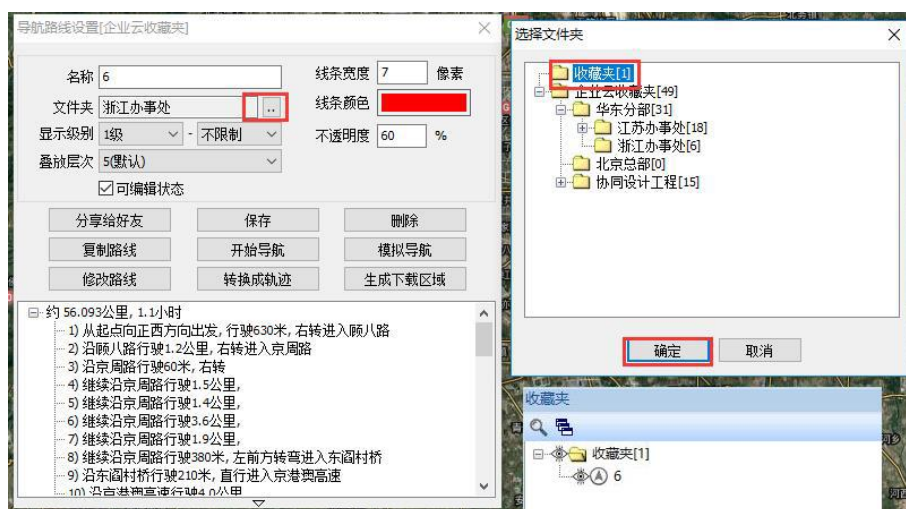 导航路线设置[企业云收藏夹]
名称 6
线条宽度 7 像素
文件夹 浙江办事处 ..
线条颜色
显示级别 1级 - 不限制
不透明度 60 %
叠放层次 5(默认)
可编辑状态
分享给好友 保存 删除
复制路线 开始导航 模拟导航
修改路线 转换成轨迹 生成下载区域
约 56.093公里, 1.1小时
1) 从起点向正西方向出发, 行驶630米, 右转进入顾八路
2) 沿顾八路行驶1.2公里, 右转进入京周路
3) 沿京周路行驶60米, 右转
4) 继续沿京周路行驶1.5公里,
5) 继续沿京周路行驶1.4公里,
6) 继续沿京周路行驶3.6公里,
7) 继续沿京周路行驶1.9公里,
8) 继续沿京周路行驶380米, 左前方转弯进入东阎村桥
9) 沿东阎村桥行驶210米, 直行进入京港澳高速
10) 沿京港澳高速行驶4.0公里
选择文件夹
收藏夹[1]
企业云收藏夹[49]
华东分部[31]
江苏办事处[18]
浙江办事处[6]
北京总部[0]
协同设计工程[15]
确定 取消
收藏夹
收藏夹[1]
6